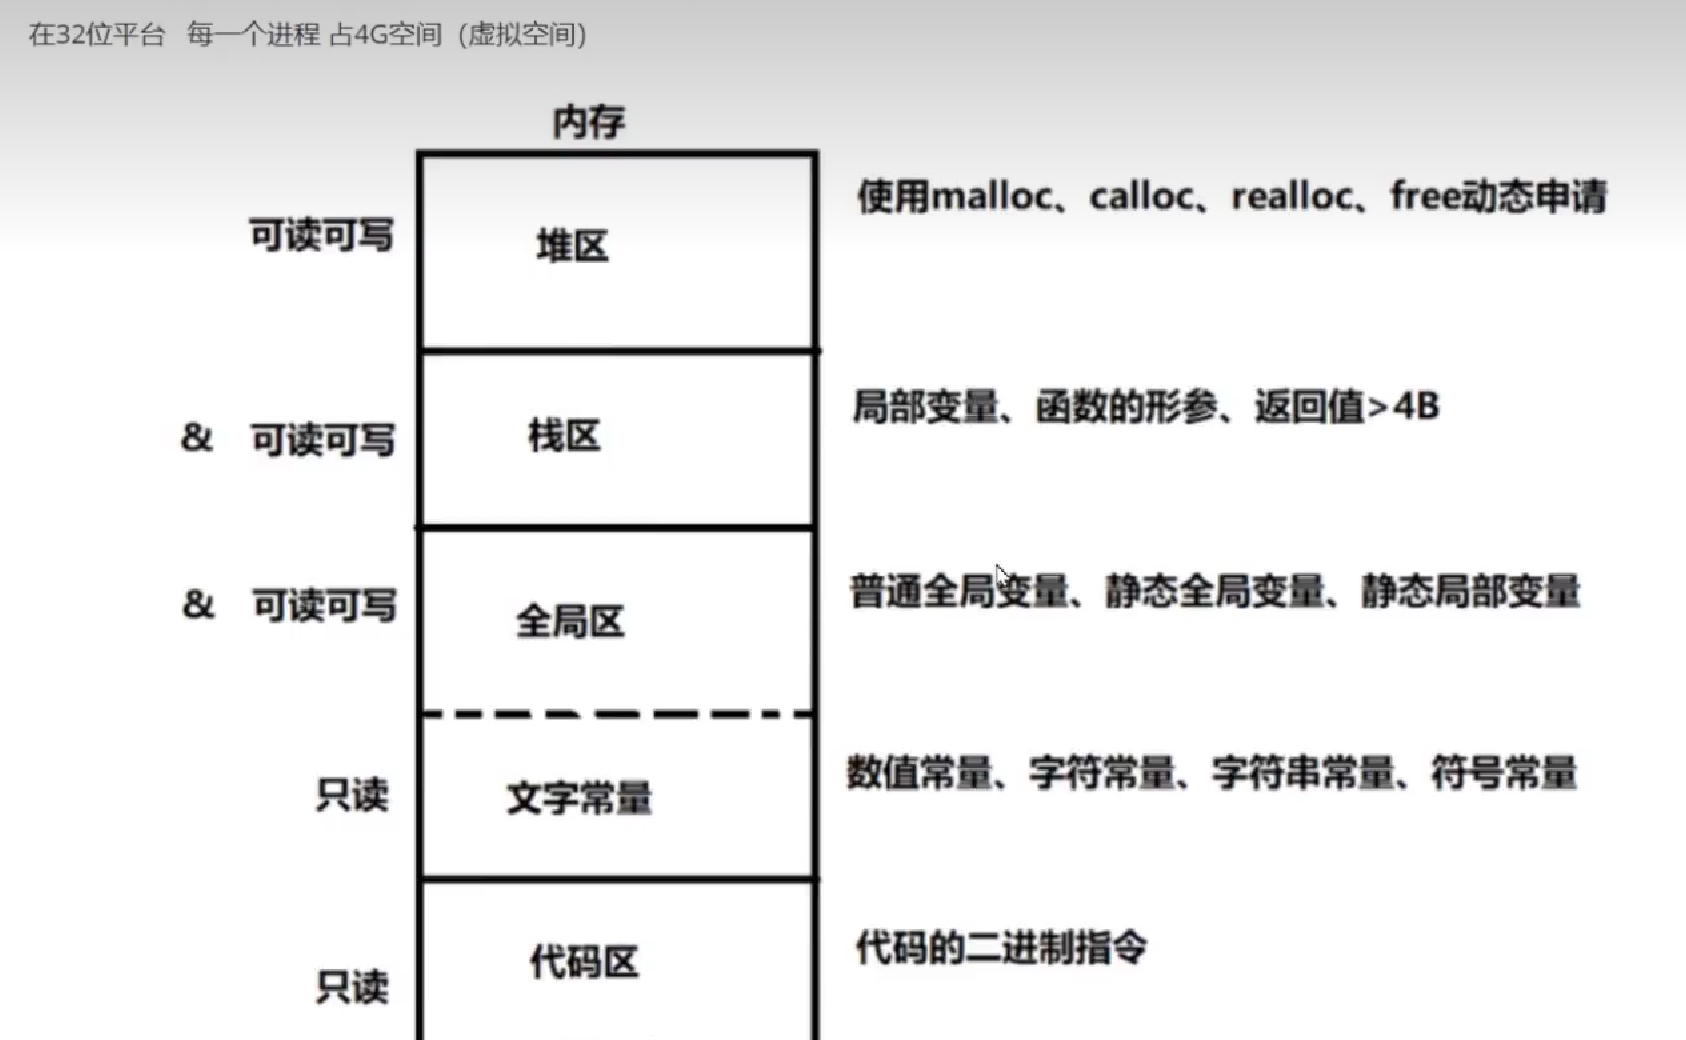 在32位平台 每一个进程 占4G空间（虚拟空间）
内存
可读可写 堆区 使用malloc、calloc、realloc、free动态申请
& 可读可写 栈区 局部变量、函数的形参、返回值>4B
& 可读可写 全局区 普通全局变量、静态全局变量、静态局部变量
只读 文字常量 数值常量、字符常量、字符串常量、符号常量
只读 代码区 代码的二进制指令